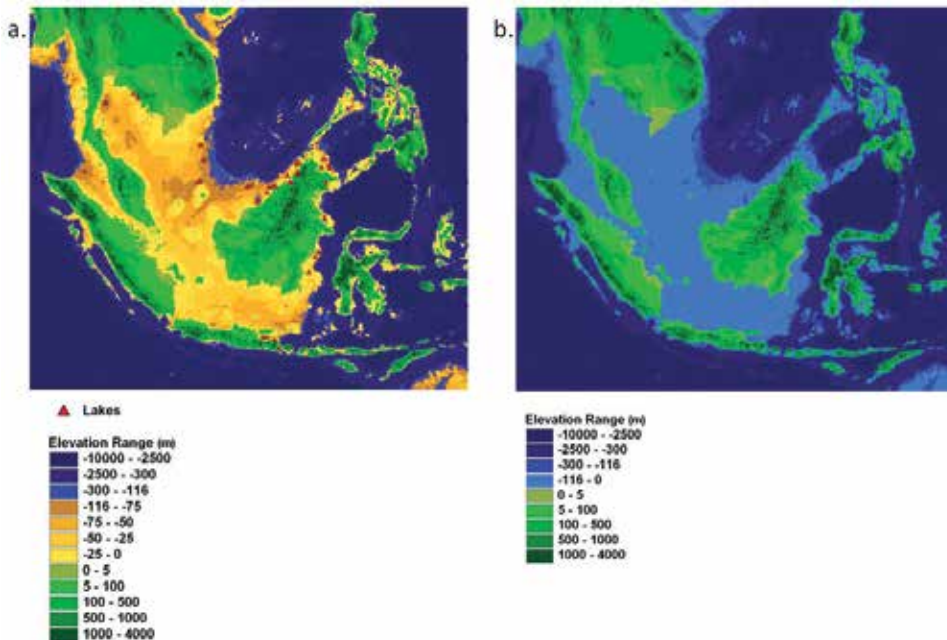 a.
Lakes
Elevation Range (m)
-10000 - -2500
-2500 - -300
-300 - -116
-116 - -75
-75 - -50
-50 - -25
-25 - 0
0 - 5
5 - 100
100 - 500
500 - 1000
1000 - 4000
b.
Elevation Range (m)
-10000 - -2500
-2500 - -300
-300 - -116
-116 - 0
0 - 5
5 - 100
100 - 500
500 - 1000
1000 - 4000